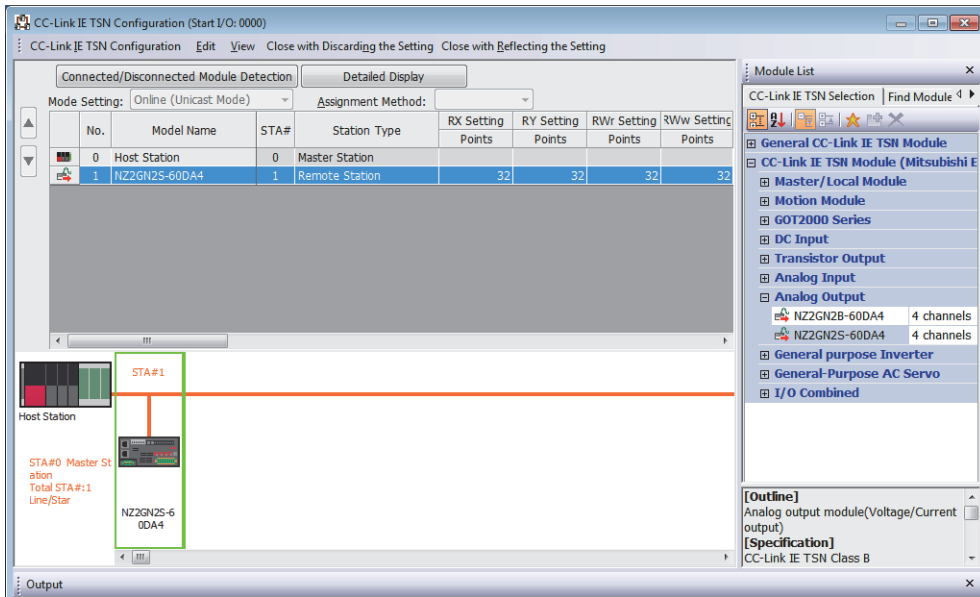 CC-Link IE TSN Configuration (Start I/O: 0000)
CC-Link IE TSN Configuration Edit View Close with Discarding the Setting Close with Reflecting the Setting
Connected/Disconnected Module Detection Detailed Display
Mode Setting: Online (Unicast Mode) Assignment Method:
No. Model Name STA# Station Type RX Setting RY Setting RWr Setting RWw Setting
Points Points Points Points
0 Host Station 0 Master Station
1 NZ2GN2S-60DA4 1 Remote Station 32 32 32 32
STA#1
Host Station
STA#0 Master St
ation
Total STA#:1
Line/Star
NZ2GN2S-6
0DA4
Module List
CC-Link IE TSN Selection Find Module
General CC-Link IE TSN Module
CC-Link IE TSN Module (Mitsubishi E
Master/Local Module
Motion Module
GOT2000 Series
DC Input
Transistor Output
Analog Input
Analog Output
NZ2GN2B-60DA4 4 channels
NZ2GN2S-60DA4 4 channels
General purpose Inverter
General-Purpose AC Servo
I/O Combined
[Outline]
Analog output module(Voltage/Current
output)
[Specification]
CC-Link IE TSN Class B
Output